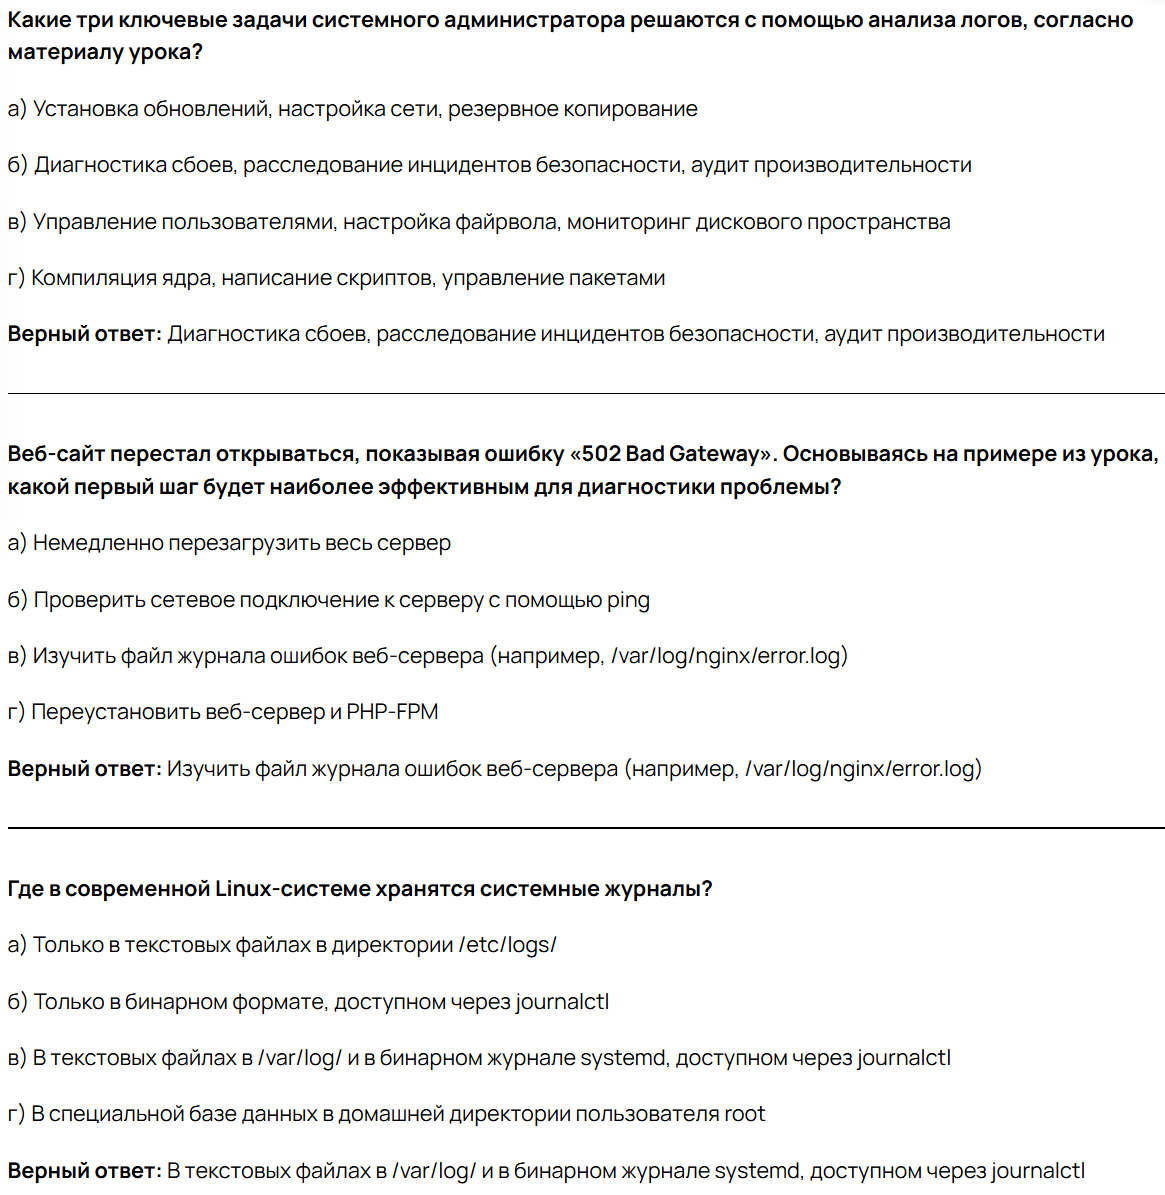 Какие три ключевые задачи системного администратора решаются с помощью анализа логов, согласно
материалу урока?
а) Установка обновлений, настройка сети, резервное копирование
б) Диагностика сбоев, расследование инцидентов безопасности, аудит производительности
в) Управление пользователями, настройка файрвола, мониторинг дискового пространства
г) Компиляция ядра, написание скриптов, управление пакетами
Верный ответ: Диагностика сбоев, расследование инцидентов безопасности, аудит производительности
Веб-сайт перестал открываться, показывая ошибку «502 Bad Gateway». Основываясь на примере из урока,
какой первый шаг будет наиболее эффективным для диагностики проблемы?
а) Немедленно перезагрузить весь сервер
б) Проверить сетевое подключение к серверу с помощью ping
в) Изучить файл журнала ошибок веб-сервера (например, /var/log/nginx/error.log)
г) Переустановить веб-сервер и PHP-FPM
Верный ответ: Изучить файл журнала ошибок веб-сервера (например, /var/log/nginx/error.log)
Где в современной Linux-системе хранятся системные журналы?
а) Только в текстовых файлах в директории /etc/logs/
б) Только в бинарном формате, доступном через journalctl
в) В текстовых файлах в /var/log/ и в бинарном журнале systemd, доступном через journalctl
г) В специальной базе данных в домашней директории пользователя root
Верный ответ: В текстовых файлах в /var/log/ и в бинарном журнале systemd, доступном через journalctl